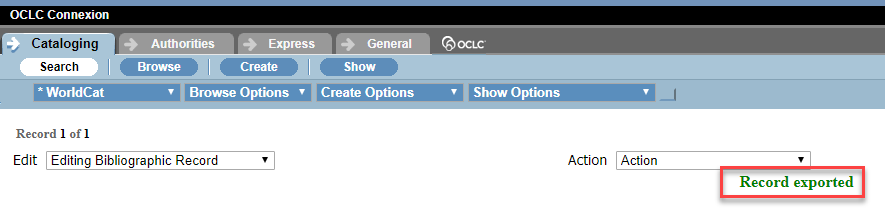 OCLC Connexion
Cataloging Authorities Express General OCLC
Search Browse Create Show
* WorldCat Browse Options Create Options Show Options
Record 1 of 1
Edit Editing Bibliographic Record Action Action
Record exported